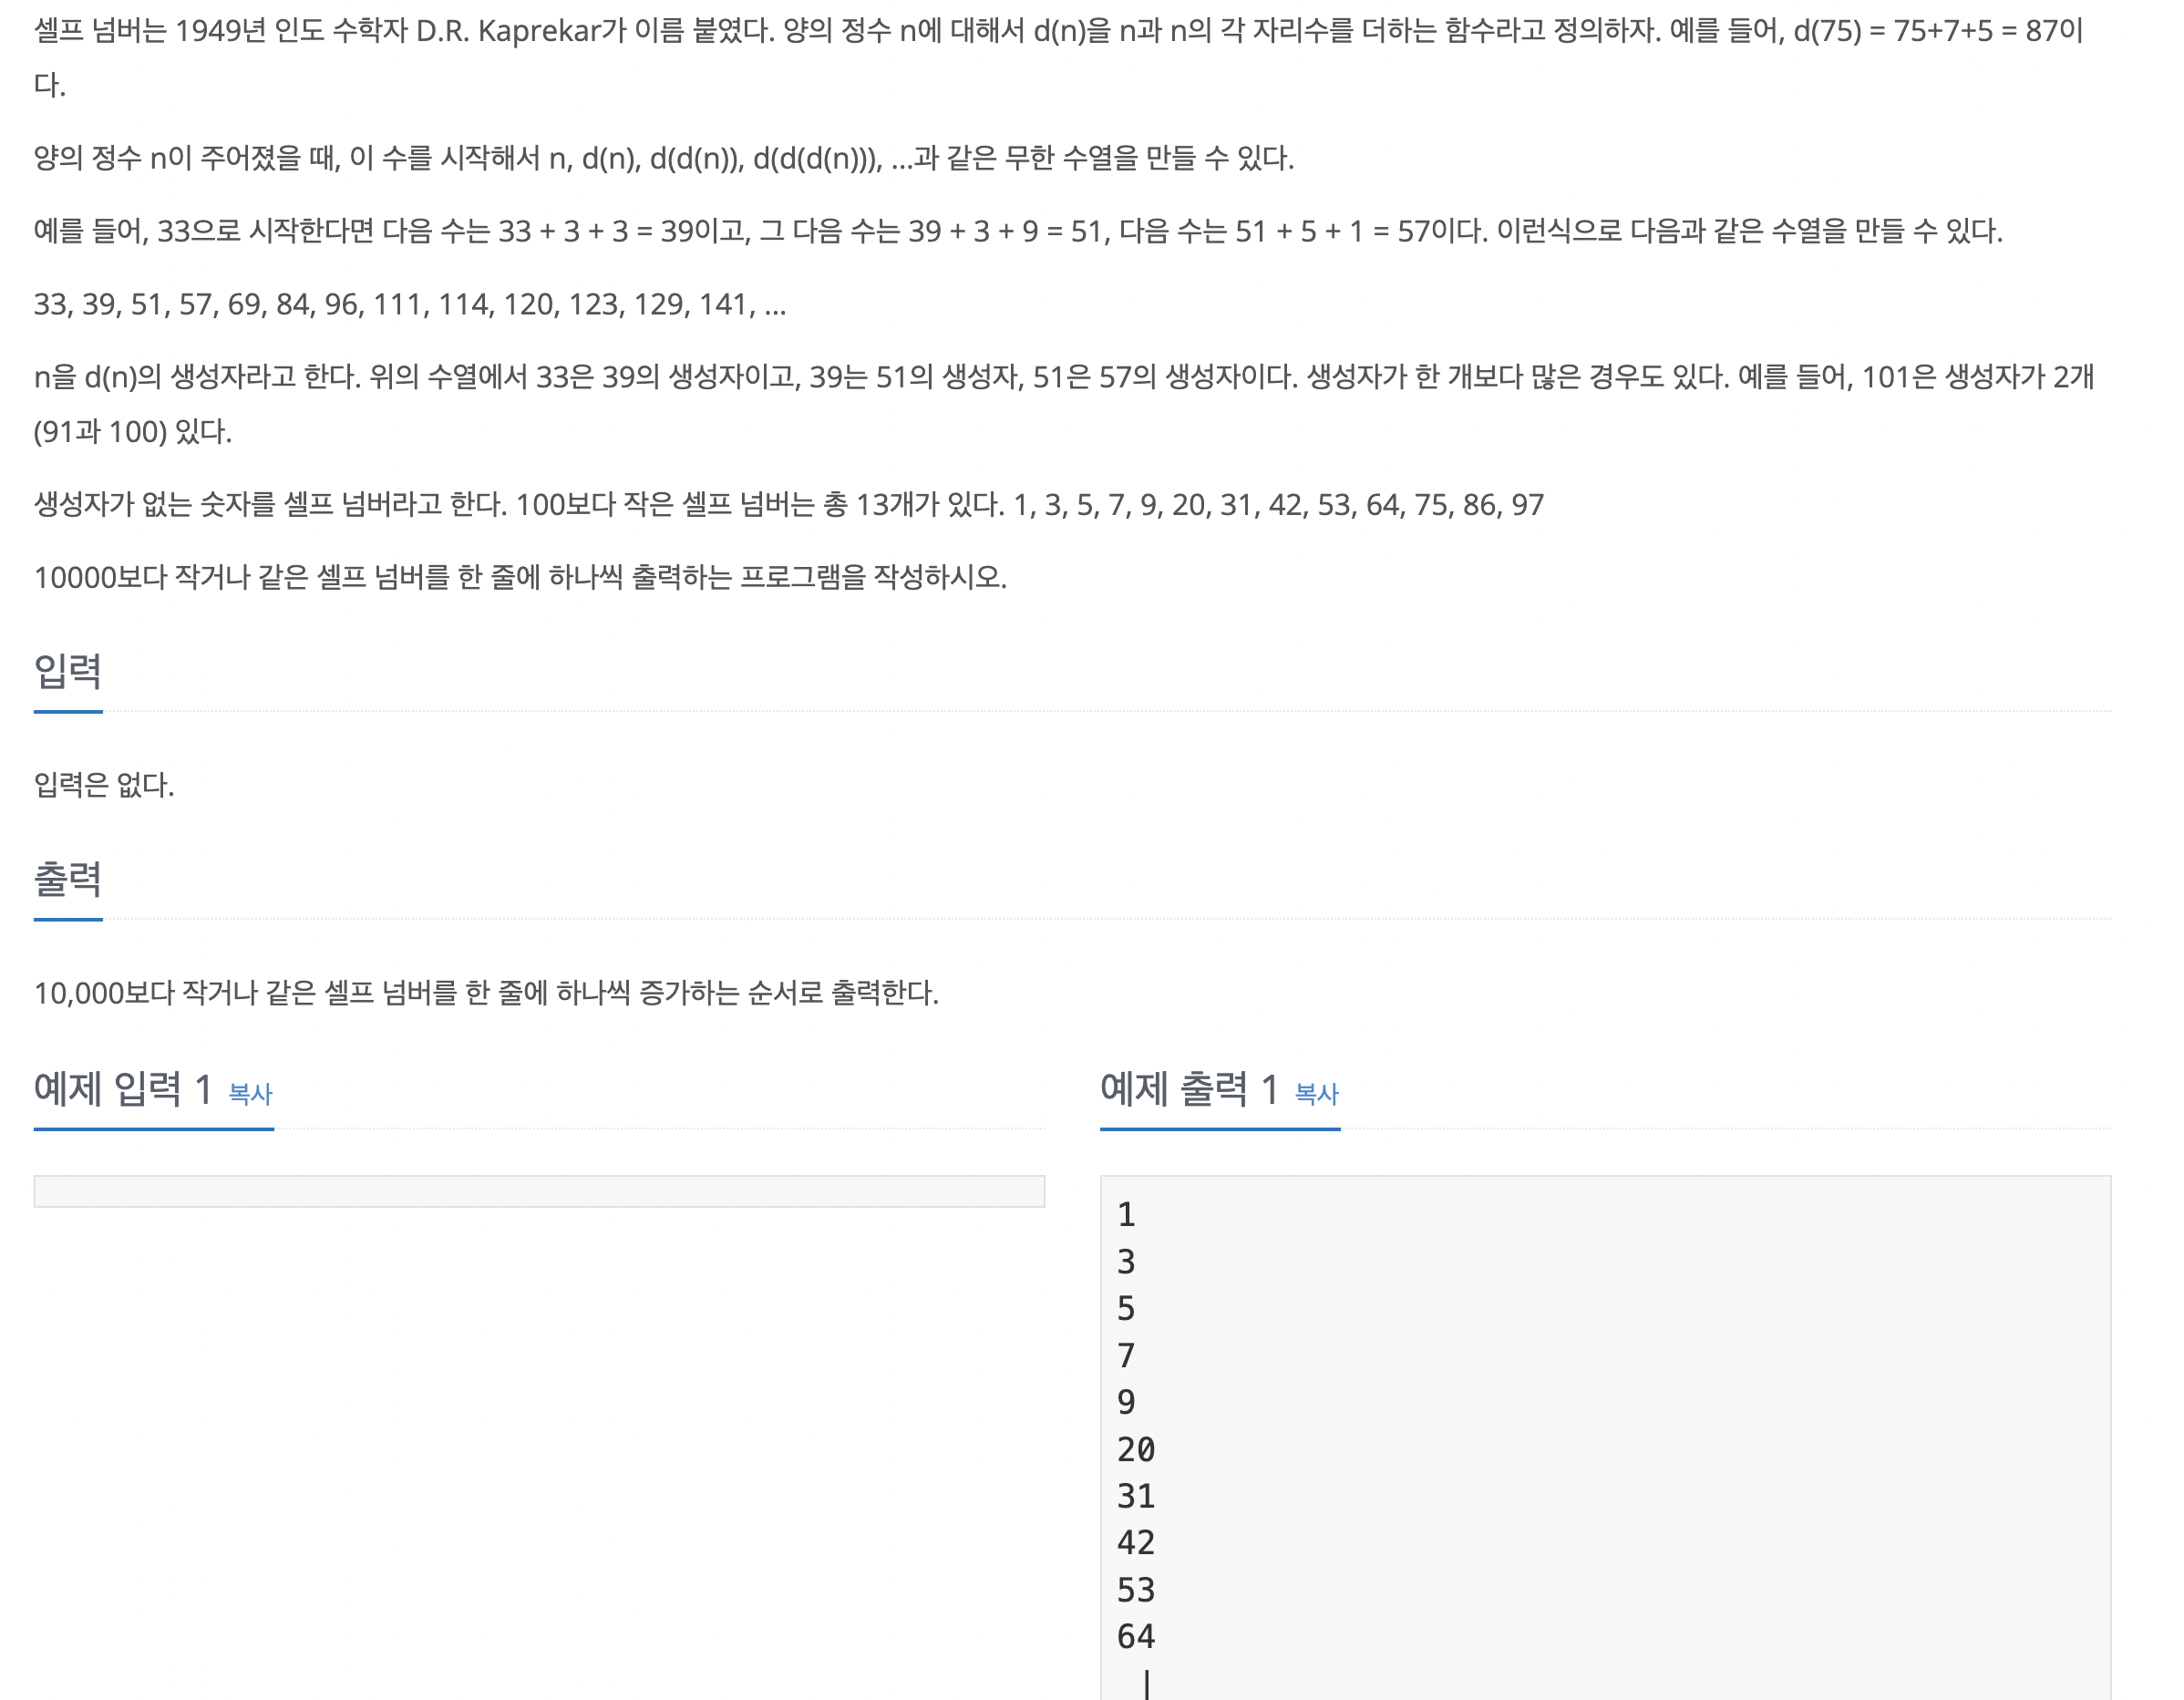 셀프 넘버는 1949년 인도 수학자 D.R. Kaprekar가 이름 붙였다. 양의 정수 n에 대해서 d(n)을 n과 n의 각 자리수를 더하는 함수라고 정의하자. 예를 들어, d(75) = 75+7+5 = 87이
다.
양의 정수 n이 주어졌을 때, 이 수를 시작해서 n, d(n), d(d(n)), d(d(d(n))), ...과 같은 무한 수열을 만들 수 있다.
예를 들어, 33으로 시작한다면 다음 수는 33 + 3 + 3 = 39이고, 그 다음 수는 39 + 3 + 9 = 51, 다음 수는 51 + 5 + 1 = 57이다. 이런식으로 다음과 같은 수열을 만들 수 있다.
33, 39, 51, 57, 69, 84, 96, 111, 114, 120, 123, 129, 141, ...
n을 d(n)의 생성자라고 한다. 위의 수열에서 33은 39의 생성자이고, 39는 51의 생성자, 51은 57의 생성자이다. 생성자가 한 개보다 많은 경우도 있다. 예를 들어, 101은 생성자가 2개
(91과 100) 있다.
생성자가 없는 숫자를 셀프 넘버라고 한다. 100보다 작은 셀프 넘버는 총 13개가 있다. 1, 3, 5, 7, 9, 20, 31, 42, 53, 64, 75, 86, 97
10000보다 작거나 같은 셀프 넘버를 한 줄에 하나씩 출력하는 프로그램을 작성하시오.
입력
입력은 없다.
출력
10,000보다 작거나 같은 셀프 넘버를 한 줄에 하나씩 증가하는 순서로 출력한다.
예제 입력 1 복사
예제 출력 1 복사
1
3
5
7
9
20
31
42
53
64
|